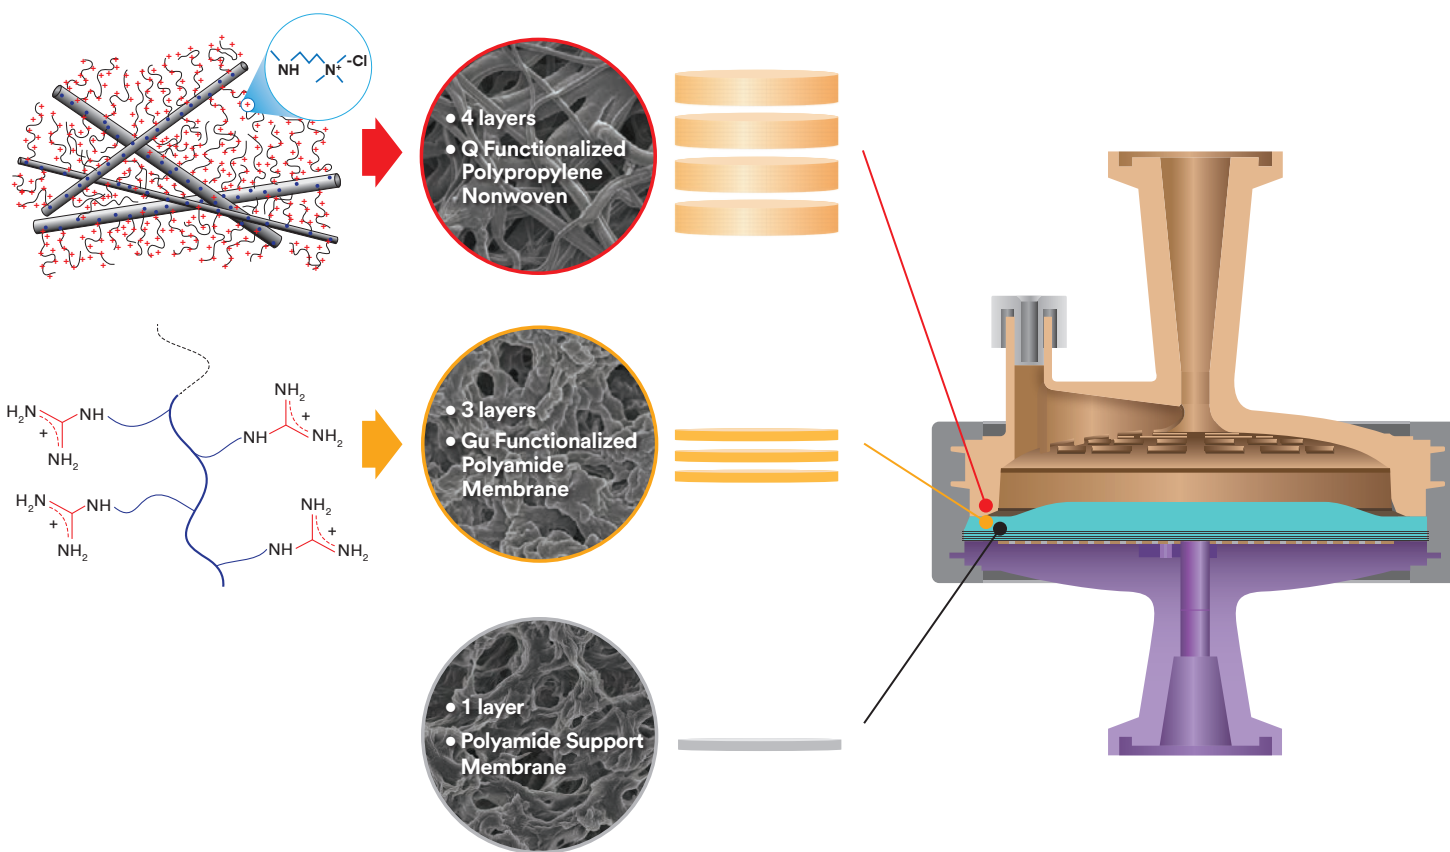 NH
N+
-Cl
• 4 layers
• Q Functionalized
Polypropylene
Nonwoven
NH2
H2N
NH
+
+
NH
NH2
NH2
• 3 layers
• Gu Functionalized
Polyamide
Membrane
H2N
NH
NH2
+
+
NH2
NH
NH2
• 1 layer
• Polyamide Support
Membrane